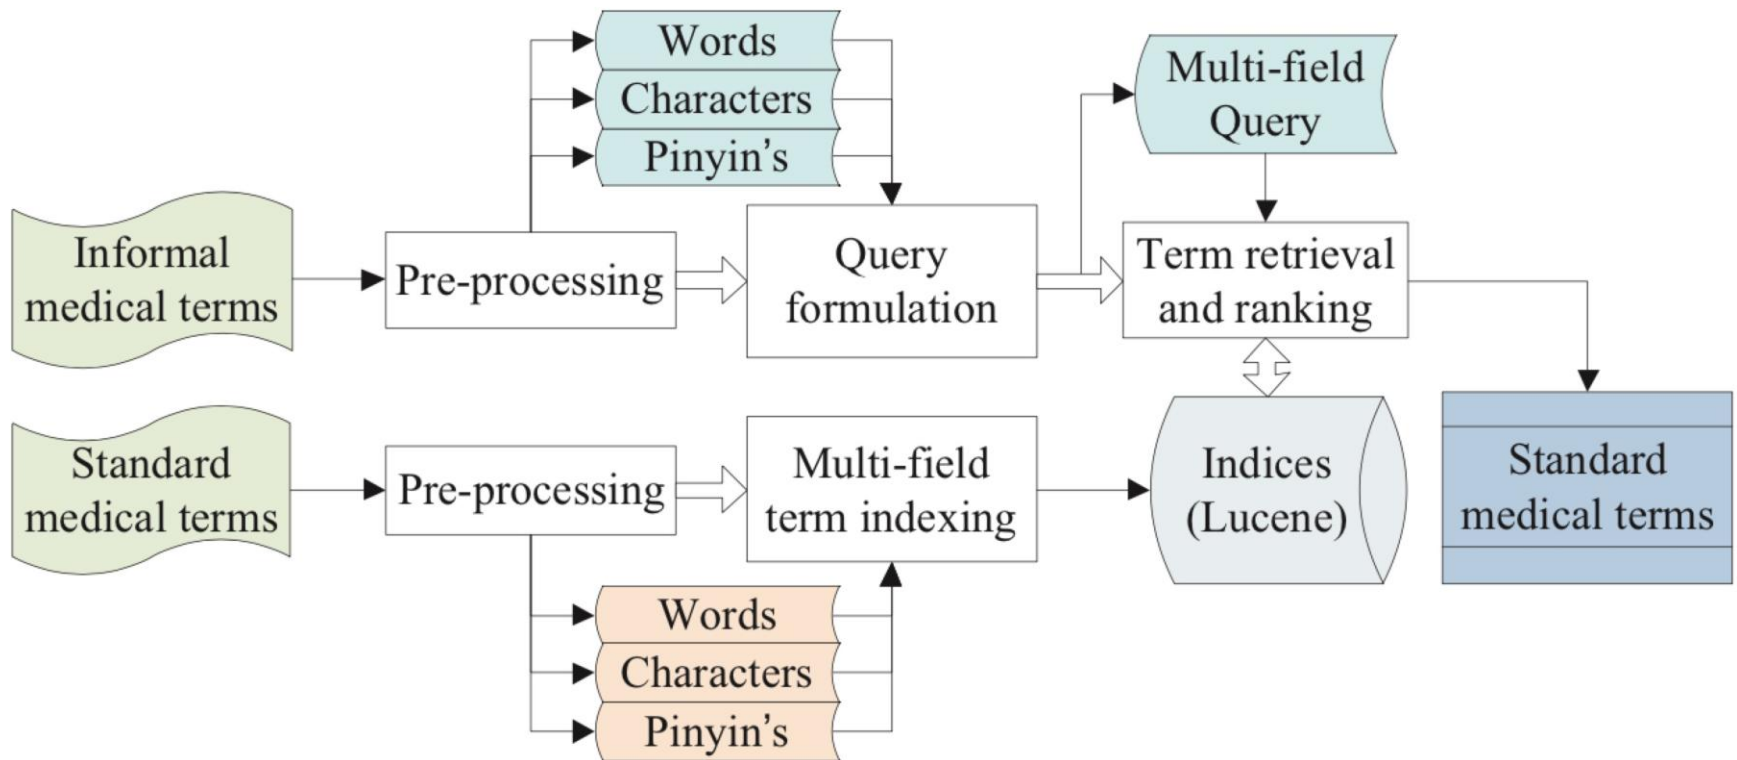 Words
Characters
Pinyin's
Multi-field
Query
Informal
medical terms
Pre-processing
Query
formulation
Term retrieval
and ranking
Standard
medical terms
Pre-processing
Multi-field
term indexing
Indices
(Lucene)
Standard
medical terms
Words
Characters
Pinyin's